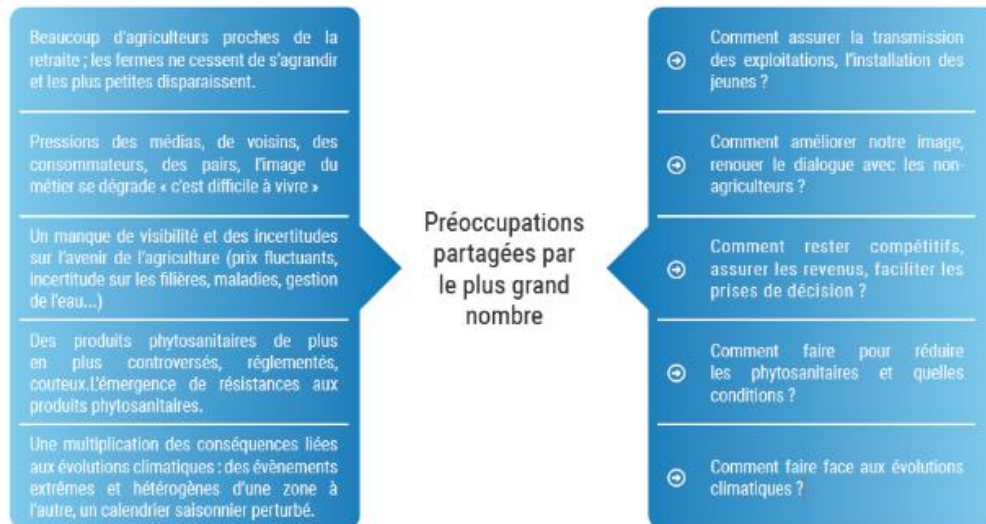 Beaucoup d'agriculteurs proches de la
retraite ; les fermes ne cessent de s'agrandir
et les plus petites disparaissent.
Pressions des médias, de voisins, des
consommateurs, des pairs, l'image du
métier se dégrade « c'est difficile à vivre »
Un manque de visibilité et des incertitudes
sur l'avenir de l'agriculture (prix fluctuants,
incertitude sur les filières, maladies, gestion
de l'eau...)
Des produits phytosanitaires de plus
en plus controversés, réglementés,
couteux.L'émergence de résistances aux
produits phytosanitaires.
Une multiplication des conséquences liées
aux évolutions climatiques : des évènements
extrêmes et hétérogènes d'une zone à
l'autre, un calendrier saisonnier perturbé.
Préoccupations
partagées par
le plus grand
nombre
Comment assurer la transmission
des exploitations, l'installation des
jeunes ?
Comment améliorer notre image,
renouer le dialogue avec les non-
agriculteurs ?
Comment rester compétitifs,
assurer les revenus, faciliter les
prises de décision ?
Comment faire pour réduire
les phytosanitaires et quelles
conditions ?
Comment faire face aux évolutions
climatiques ?